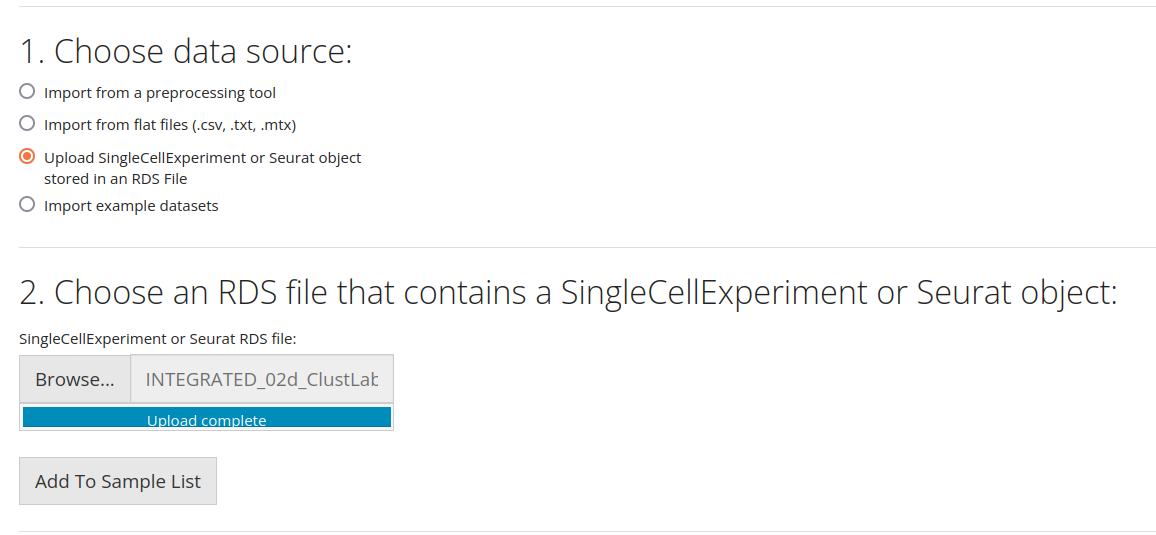 1. Choose data source:
Import from a preprocessing tool
Import from flat files (.csv, .txt, .mtx)
Upload SingleCellExperiment or Seurat object
stored in an RDS File
Import example datasets
2. Choose an RDS file that contains a SingleCellExperiment or Seurat object:
SingleCellExperiment or Seurat RDS file:
Browse... INTEGRATED_02d_ClustLab
Upload complete
Add To Sample List